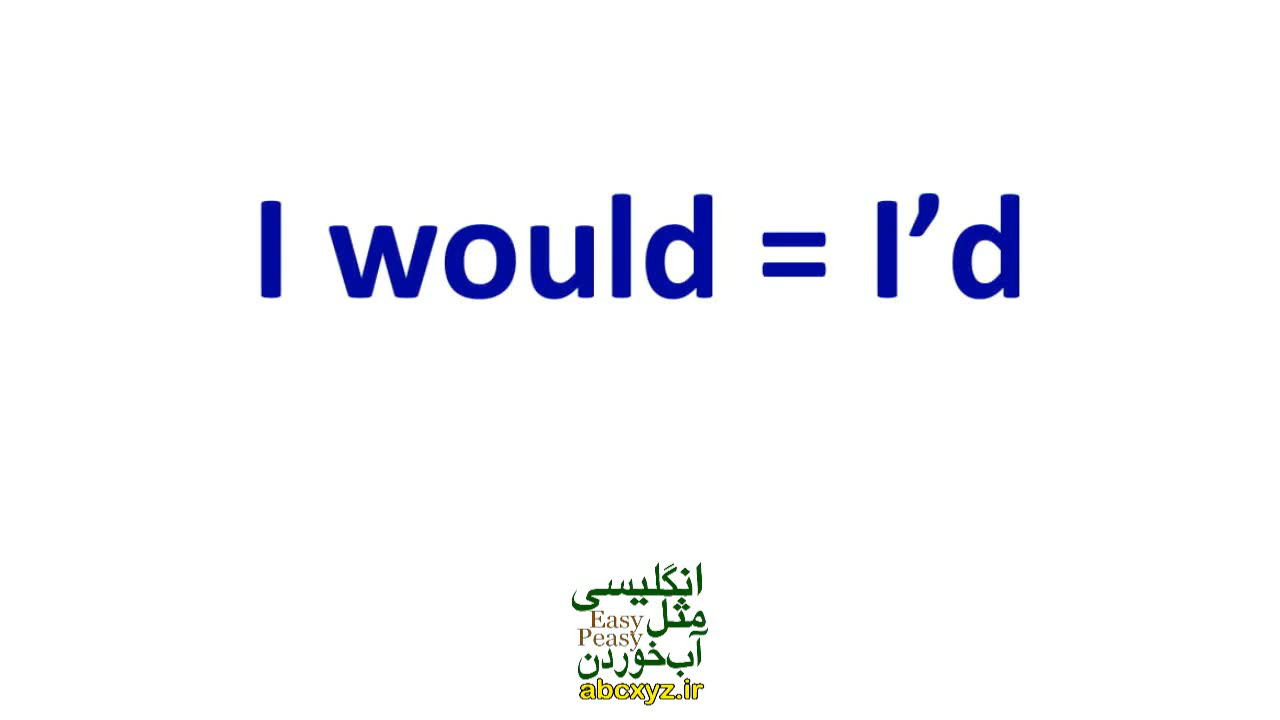 I would = I’d
انگلیسی
مثل
Easy
Peasy
آب‌خوردن
abcxyz.ir